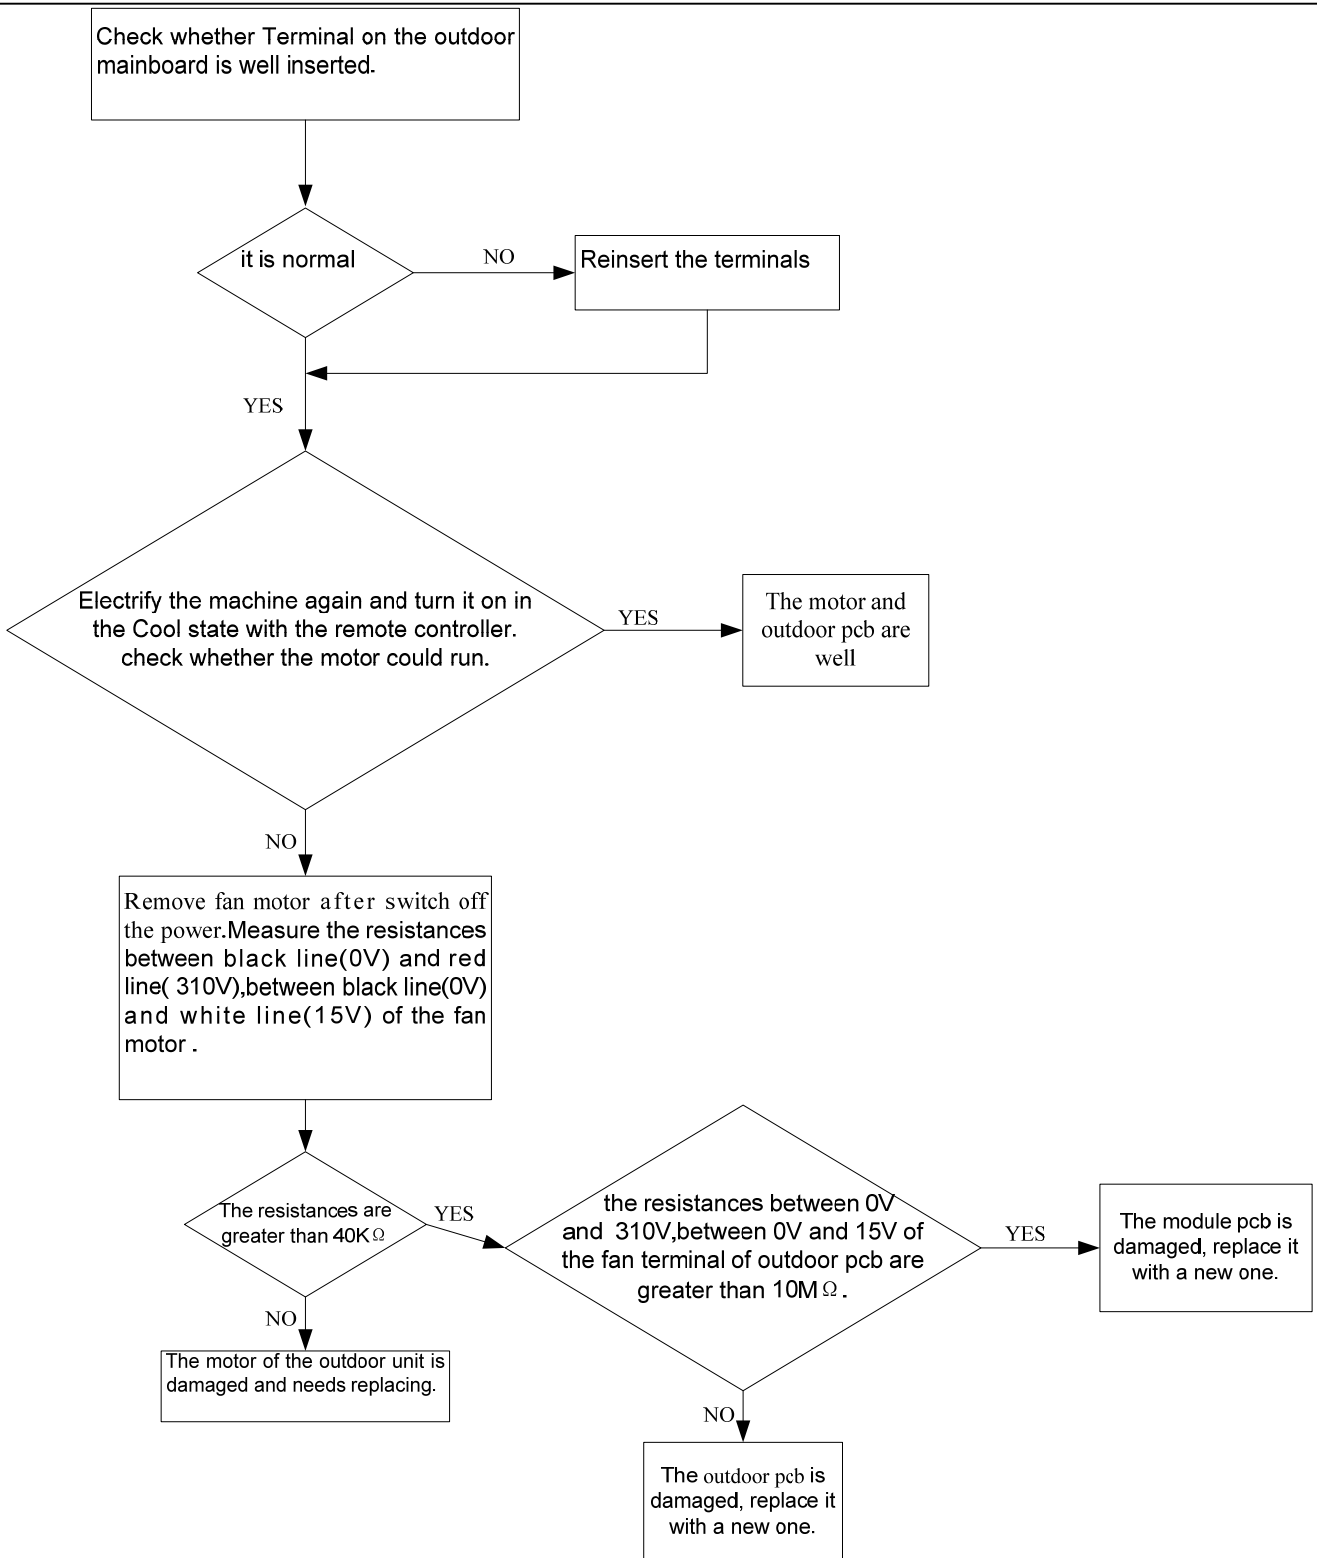 Check whether Terminal on the outdoor
mainboard is well inserted.
it is normal
NO
Reinsert the terminals
YES
Electrify the machine again and turn it on in
the Cool state with the remote controller.
check whether the motor could run.
YES
The motor and
outdoor pcb are
well
NO
Remove fan motor after switch off
the power.Measure the resistances
between black line(0V) and red
line( 310V),between black line(0V)
and white line(15V) of the fan
motor .
The resistances are
greater than 40KΩ
YES
the resistances between 0V
and 310V,between 0V and 15V of
the fan terminal of outdoor pcb are
greater than 10MΩ.
YES
The module pcb is
damaged, replace it
with a new one.
NO
The motor of the outdoor unit is
damaged and needs replacing.
NO
The outdoor pcb is
damaged, replace it
with a new one.